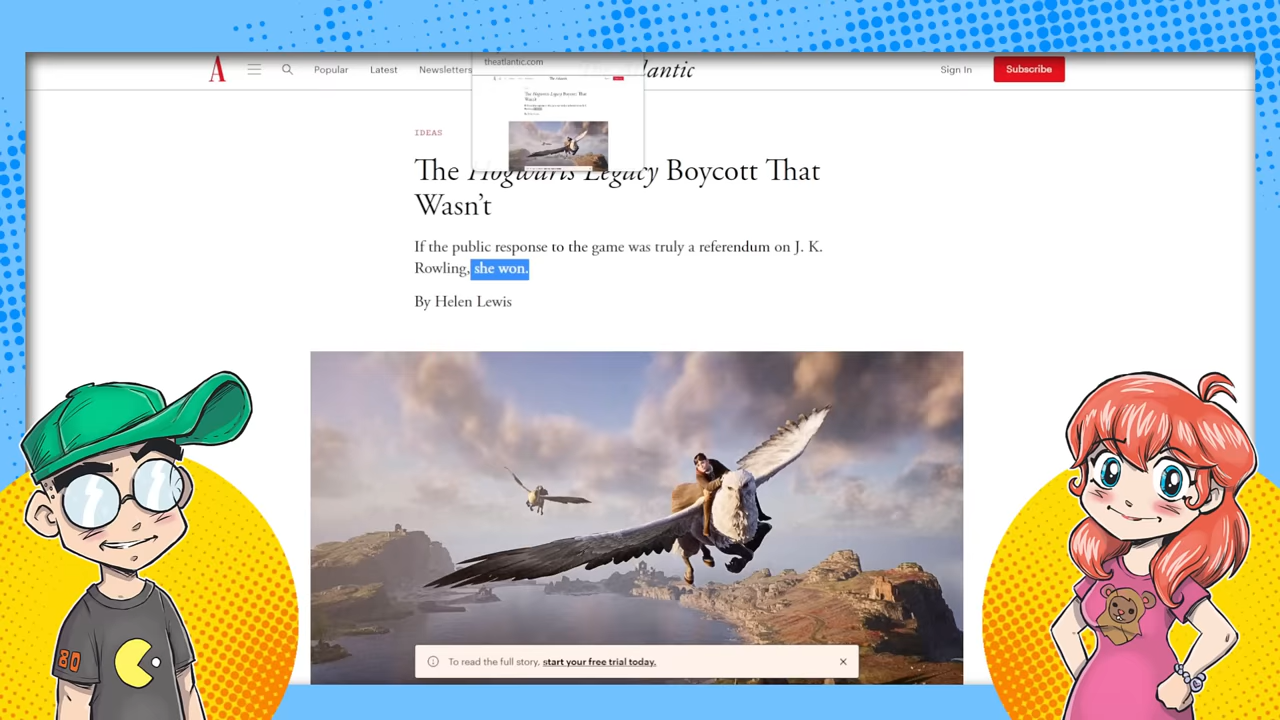 theatlantic.com
A
Popular
Latest
Newsletters
lantic
Sign In
Subscribe
IDEAS
The Hogwarts Legacy Boycott That
Wasn't
If the public response to the game was truly a referendum on J. K.
Rowling, she won.
By Helen Lewis
To read the full story, start your free trial today.
80